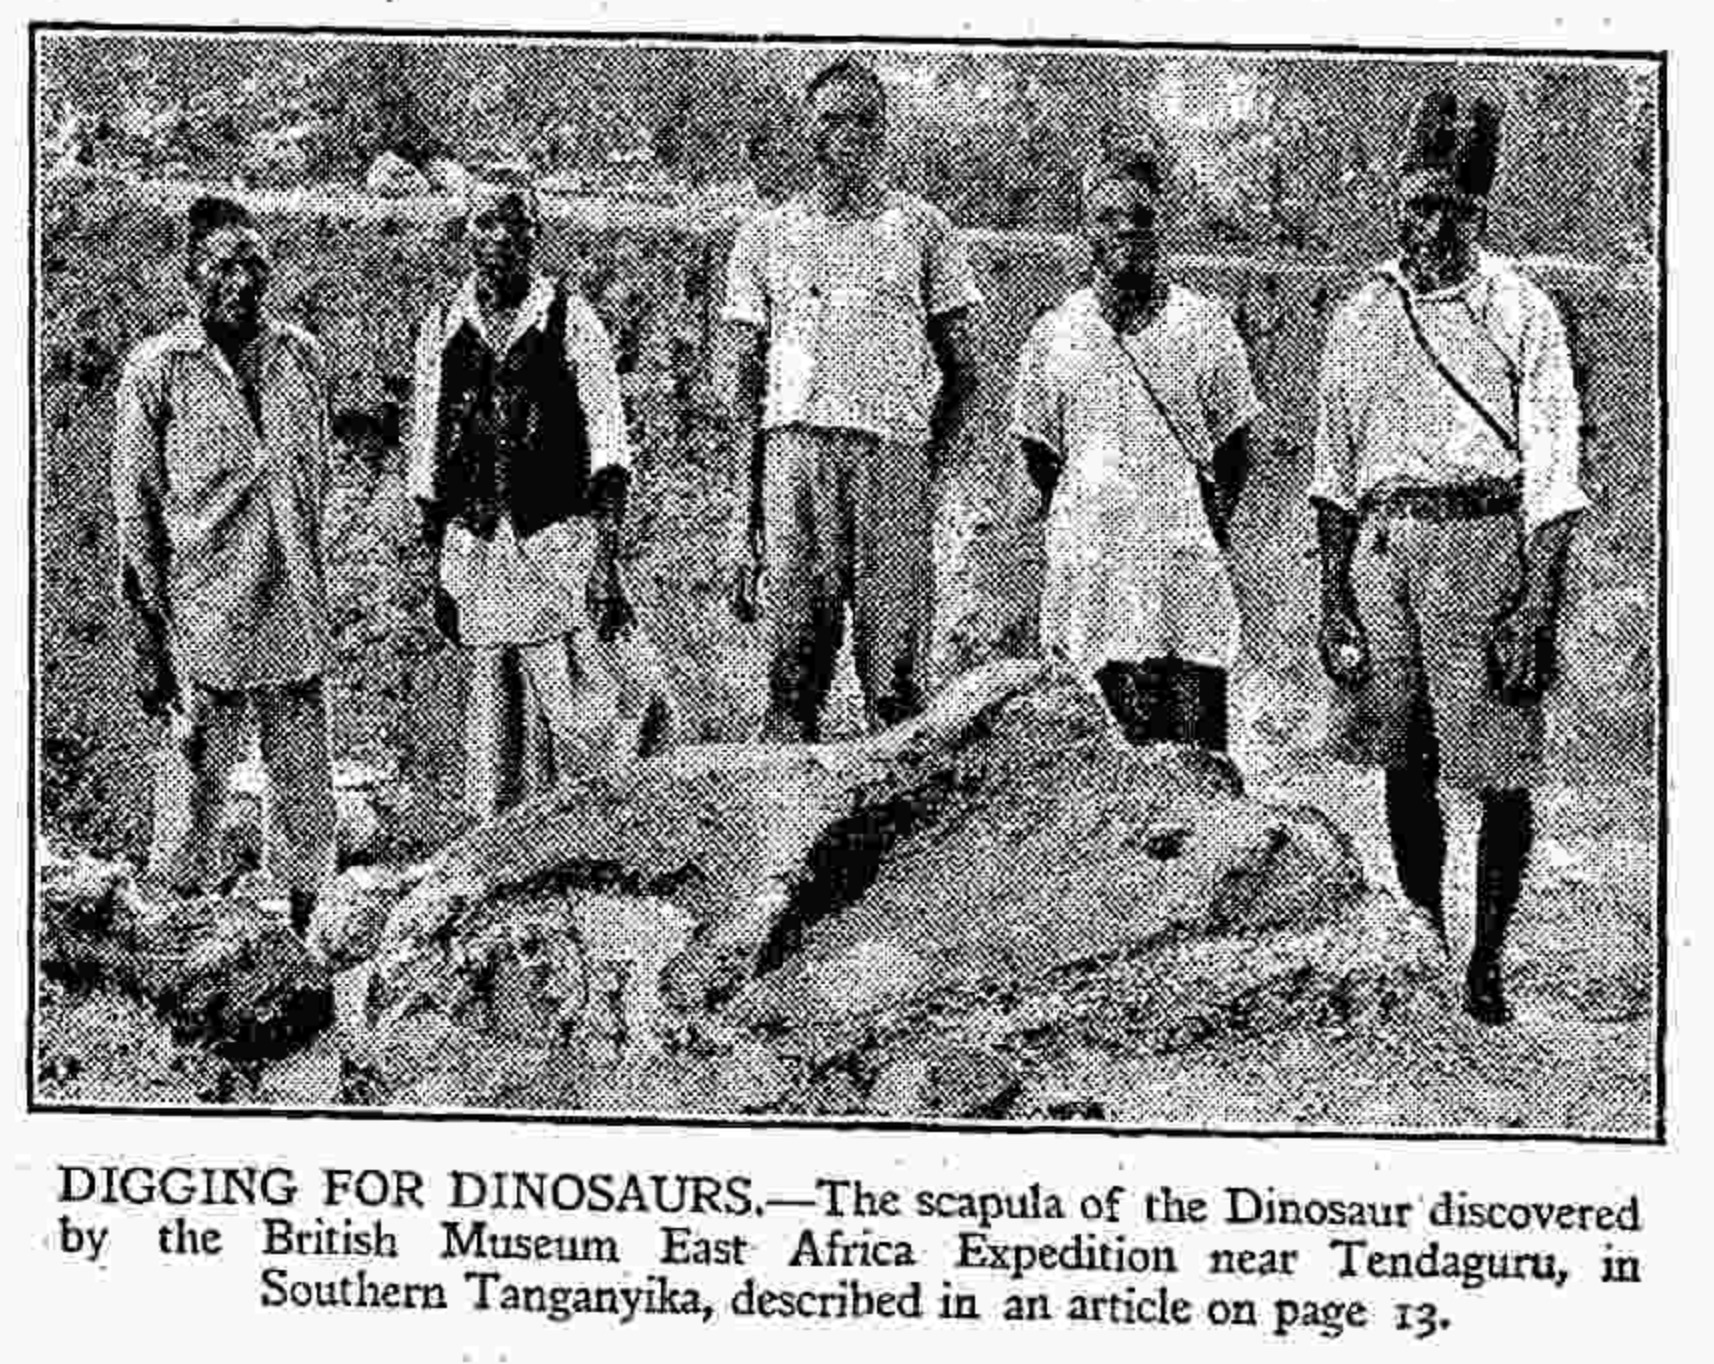 DIGGING FOR DINOSAURS.—The scapula of the Dinosaur discovered
by the British Museum East Africa Expedition near Tendaguru, in
Southern Tanganyika, described in an article on page 13.